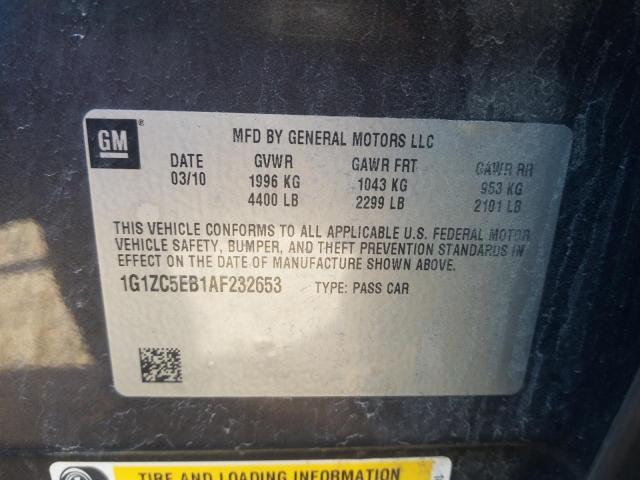 GM ®
MFD BY GENERAL MOTORS LLC
DATE GVWR GAWR FRT GAWR RR
03/10 1996 KG 1043 KG 953 KG
4400 LB 2299 LB 2101 LB
THIS VEHICLE CONFORMS TO ALL APPLICABLE U.S. FEDERAL MOTOR
VEHICLE SAFETY, BUMPER, AND THEFT PREVENTION STANDARDS IN
EFFECT ON THE DATE OF MANUFACTURE SHOWN ABOVE.
1G1ZC5EB1AF232653 TYPE: PASS CAR
TIRE AND LOADING INFORMATION